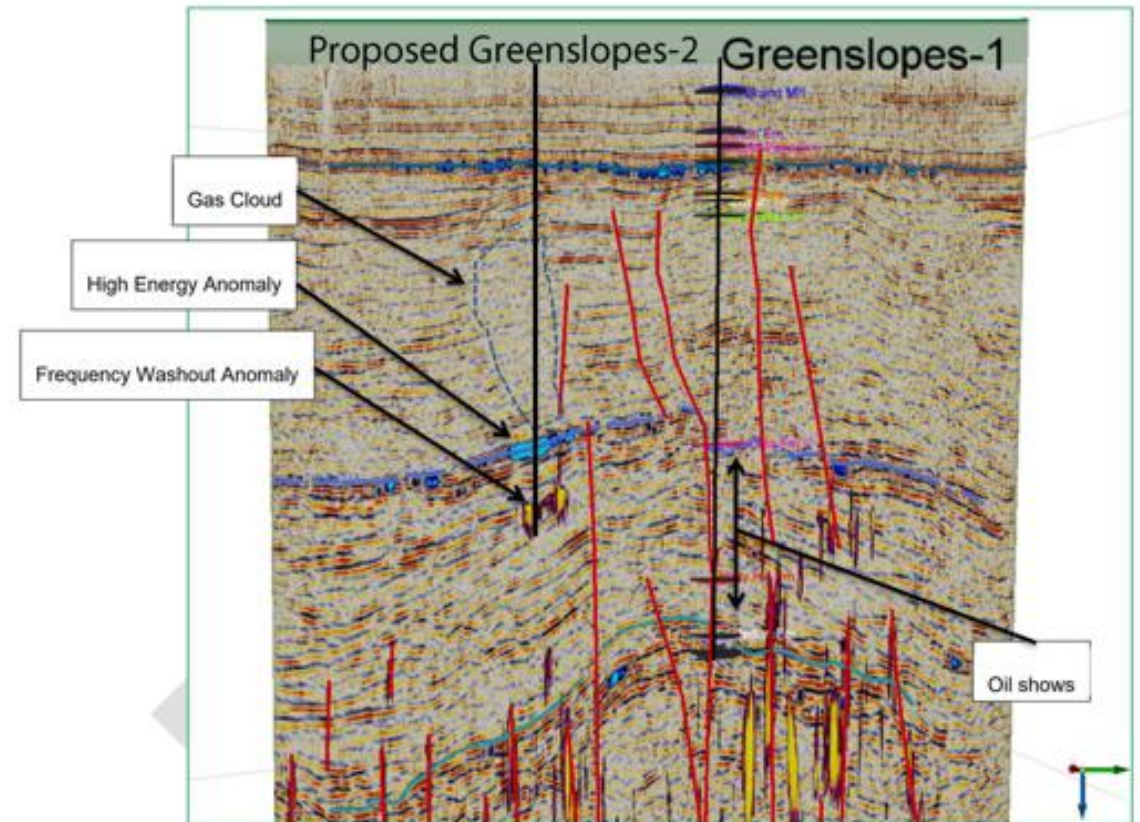 Proposed Greenslopes-2
Greenslopes-1
Gas Cloud
High Energy Anomaly
Frequency Washout Anomaly
Oil shows